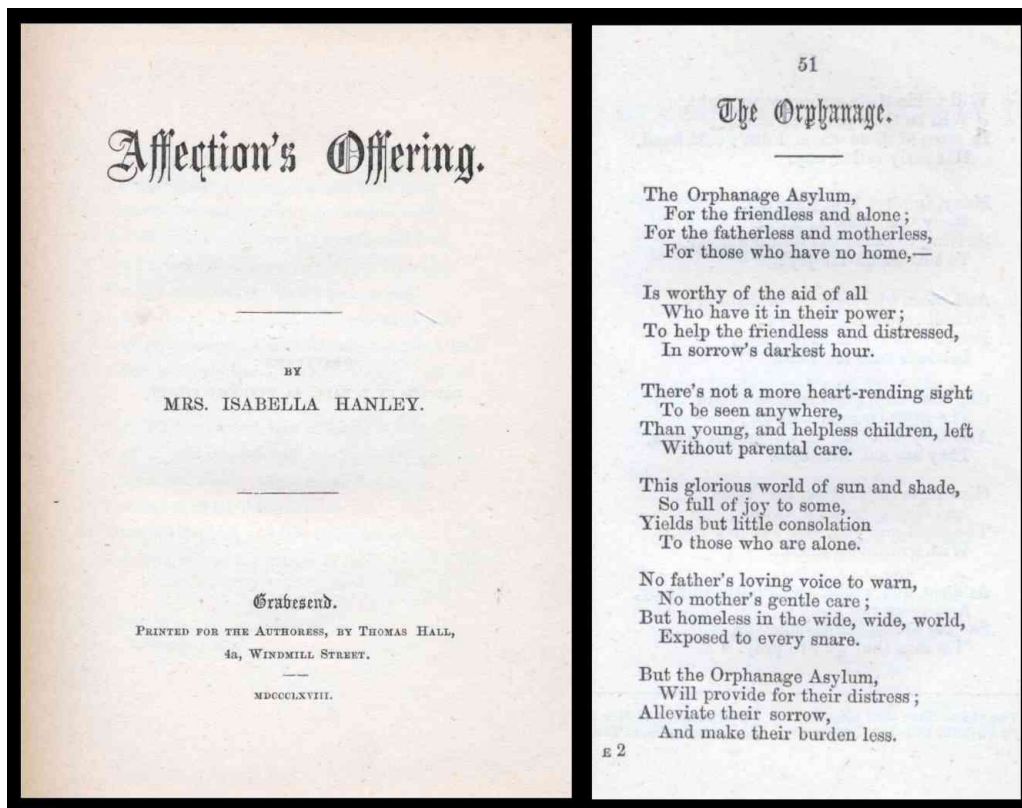 Affection's Offering.
BY
MRS. ISABELLA HANLEY.
Gravesend.
PRINTED FOR THE AUTHORESS, BY THOMAS HALL,
4a, WINDMILL STREET.
MDCCCLXVIII.
51
The Orphanage.
The Orphanage Asylum,
For the friendless and alone;
For the fatherless and motherless,
For those who have no home,—
Is worthy of the aid of all
Who have it in their power;
To help the friendless and distressed,
In sorrow's darkest hour.
There's not a more heart-rending sight
To be seen anywhere,
Than young, and helpless children, left
Without parental care.
This glorious world of sun and shade,
So full of joy to some,
Yields but little consolation
To those who are alone.
No father's loving voice to warn,
No mother's gentle care;
But homeless in the wide, wide, world,
Exposed to every snare.
But the Orphanage Asylum,
Will provide for their distress;
Alleviate their sorrow,
And make their burden less.
E 2